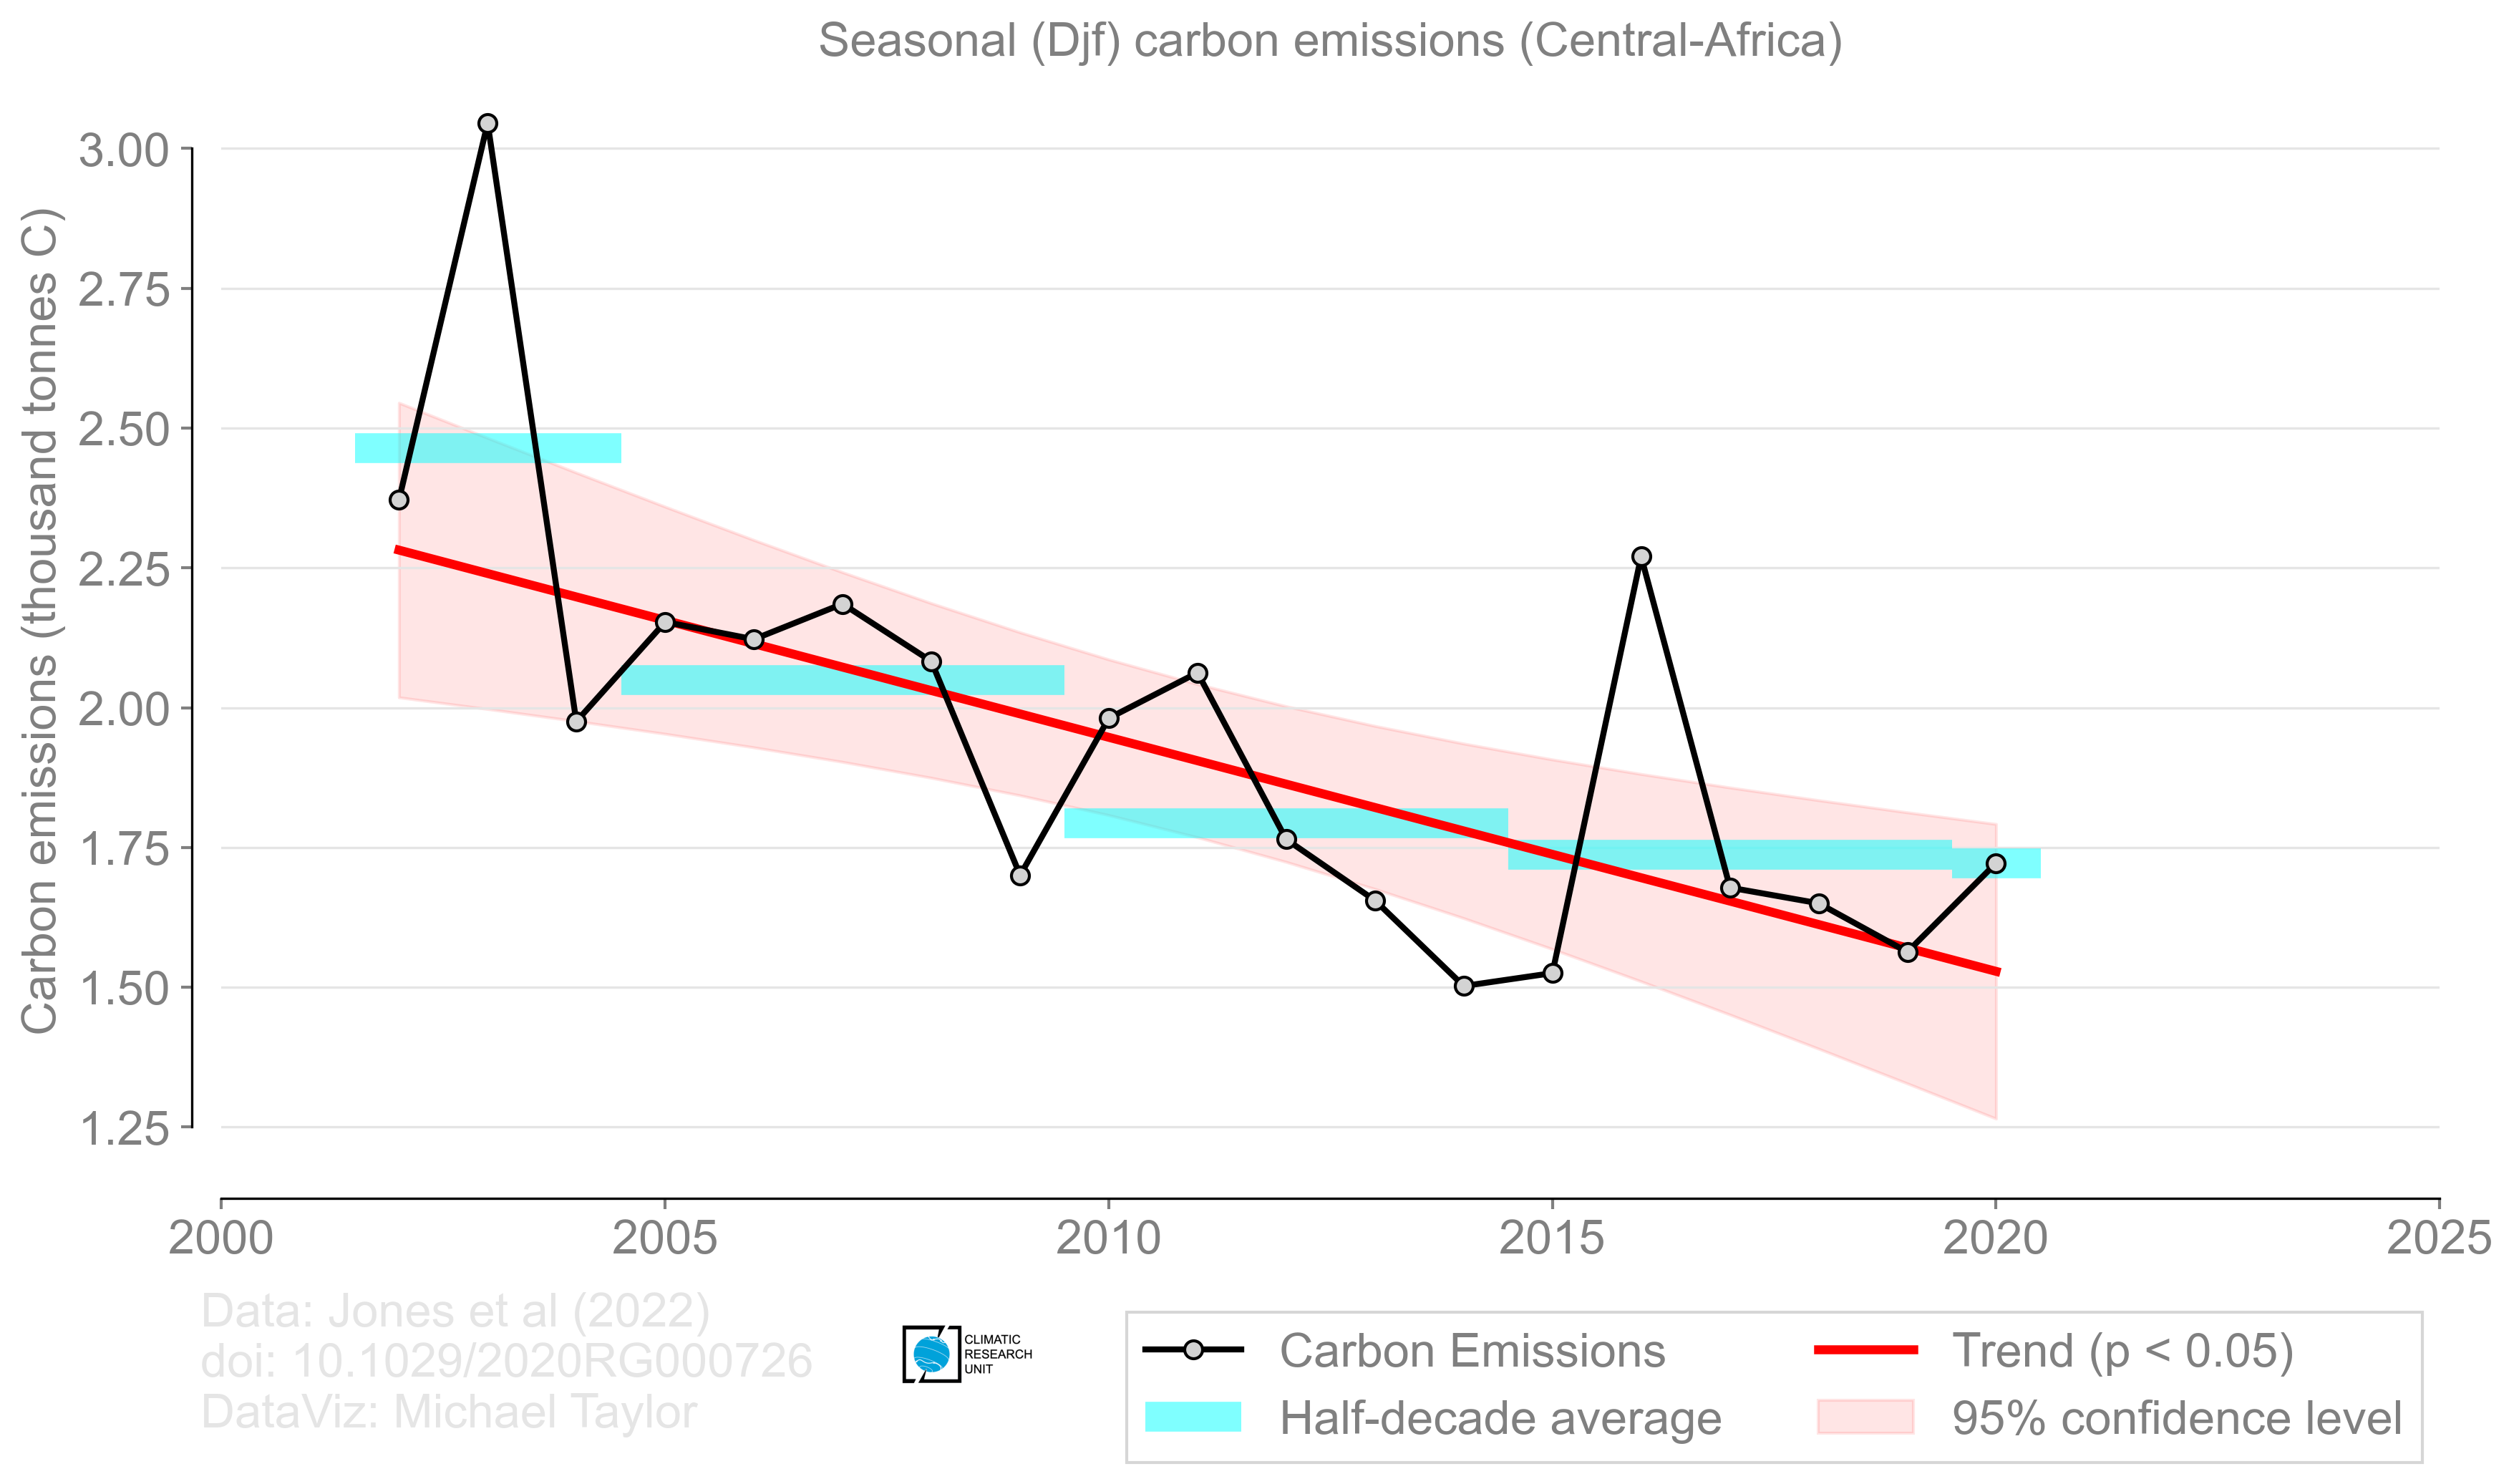 Seasonal (Djf) carbon emissions (Central-Africa)
Carbon emissions (thousand tonnes C)
3.00
2.75
2.50
2.25
2.00
1.75
1.50
1.25
2000
2005
2010
2015
2020
2025
Data: Jones et al (2022)
doi: 10.1029/2020RG000726
DataViz: Michael Taylor
CLIMATIC
RESEARCH
UNIT
Carbon Emissions
Half-decade average
Trend (p < 0.05)
95% confidence level